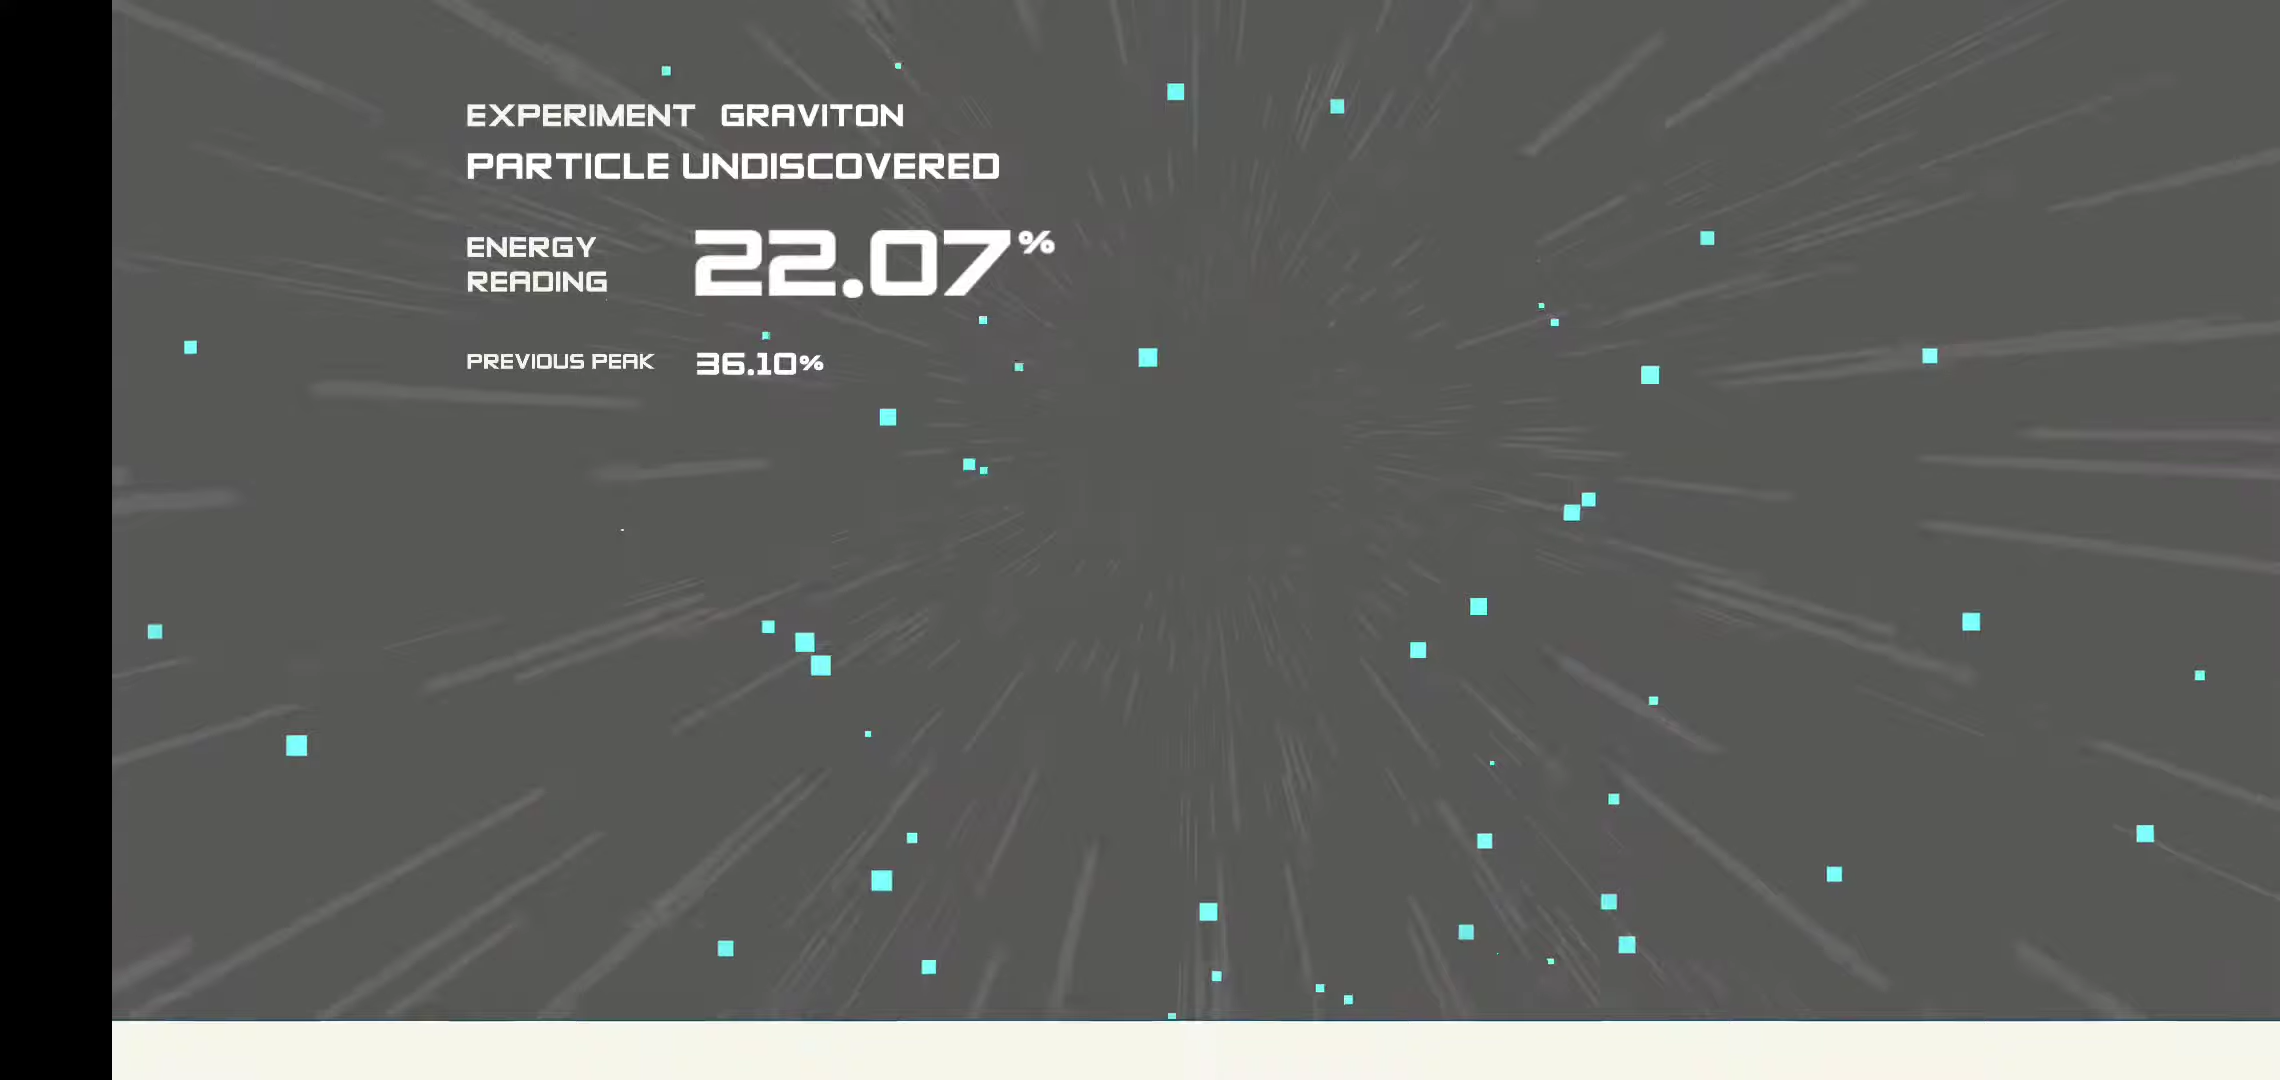 EXPERIMENT GRAVITON
PARTICLE UNDISCOVERED
ENERGY
READING
22.07%
PREVIOUS PEAK 36.10%